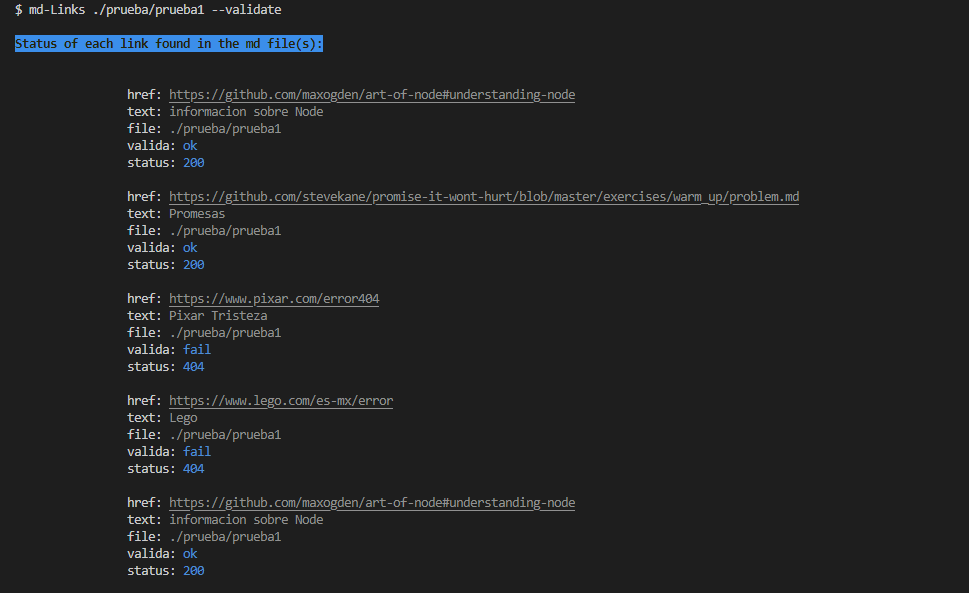 $ md-Links ./prueba/prueba1 --validate
Status of each link found in the md file(s):
href: https://github.com/maxogden/art-of-node#understanding-node
text: informacion sobre Node
file: ./prueba/prueba1
valida: ok
status: 200
href: https://github.com/stevekane/promise-it-wont-hurt/blob/master/exercises/warm_up/problem.md
text: Promesas
file: ./prueba/prueba1
valida: ok
status: 200
href: https://www.pixar.com/error404
text: Pixar Tristeza
file: ./prueba/prueba1
valida: fail
status: 404
href: https://www.lego.com/es-mx/error
text: Lego
file: ./prueba/prueba1
valida: fail
status: 404
href: https://github.com/maxogden/art-of-node#understanding-node
text: informacion sobre Node
file: ./prueba/prueba1
valida: ok
status: 200